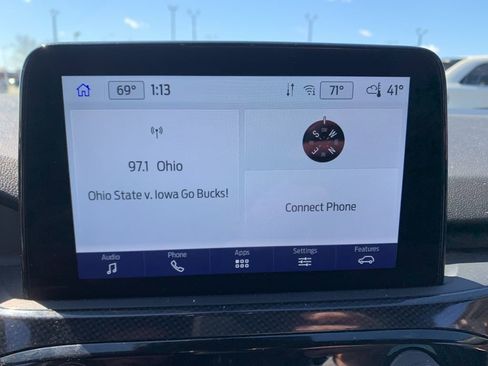 69° 1:13 71° 41°
97.1 Ohio
Ohio State v. Iowa Go Bucks!
S W E N
Connect Phone
Audio Phone Apps Settings Features